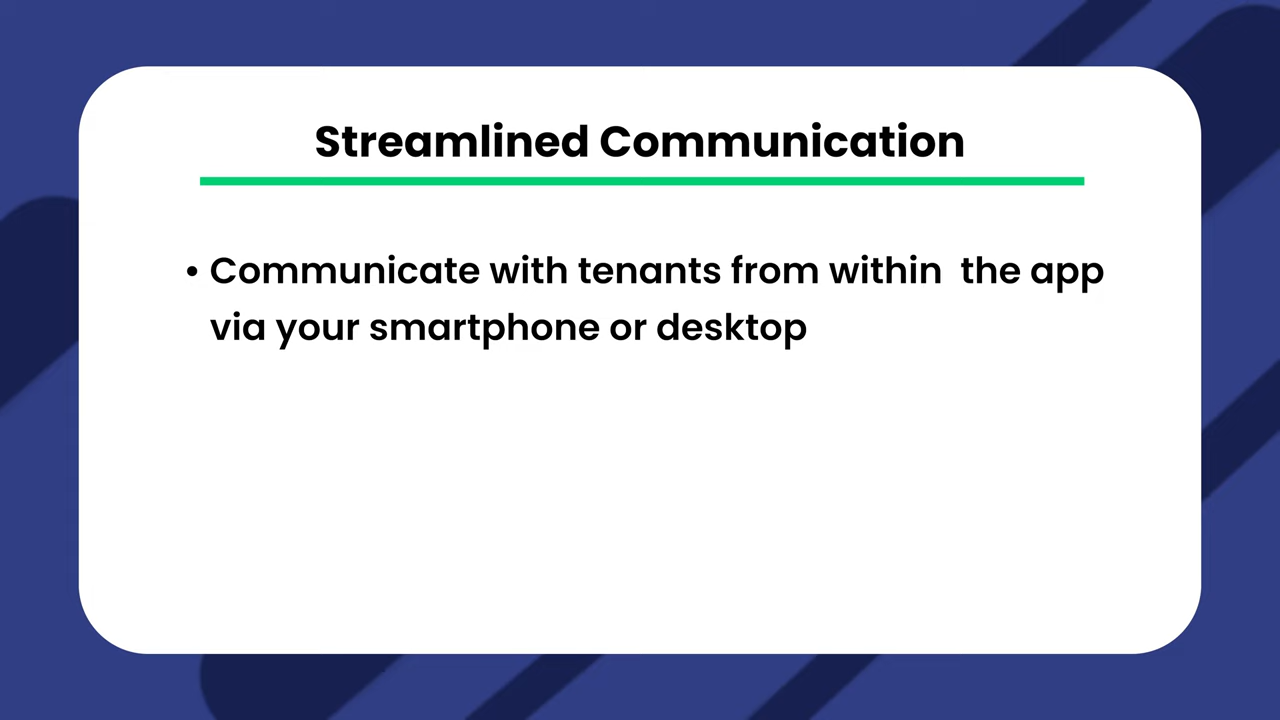 Streamlined Communication
• Communicate with tenants from within  the app
via your smartphone or desktop